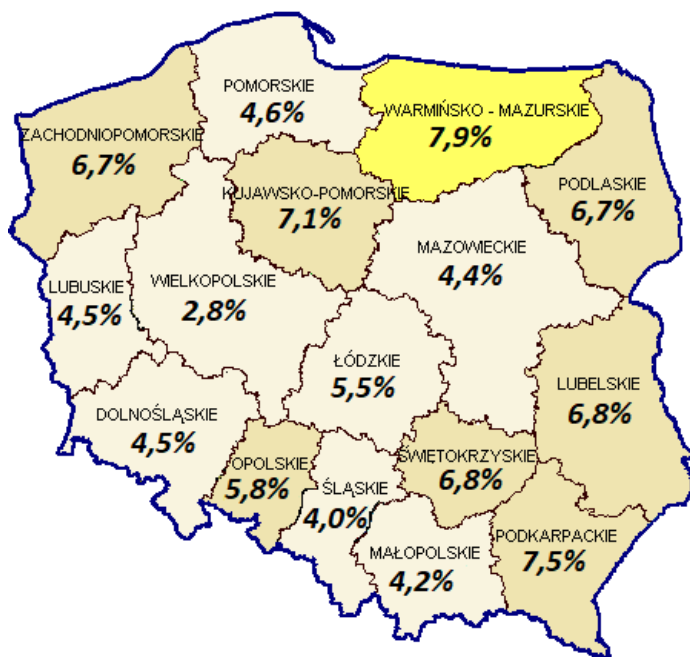 POMORSKIE
4,6%
WARMIŃSKO - MAZURSKIE
7,9%
ZACHODNIOPOMORSKIE
6,7%
KUJAWSKO-POMORSKIE
7,1%
PODLASKIE
6,7%
MAZOWIECKIE
4,4%
LUBUSKIE
4,5%
WIELKOPOLSKIE
2,8%
ŁÓDZKIE
5,5%
LUBELSKIE
6,8%
DOLNOŚLĄSKIE
4,5%
OPOLSKIE
5,8%
ŚLĄSKIE
4,0%
ŚWIĘTOKRZYSKIE
6,8%
MAŁOPOLSKIE
4,2%
PODKARPACKIE
7,5%